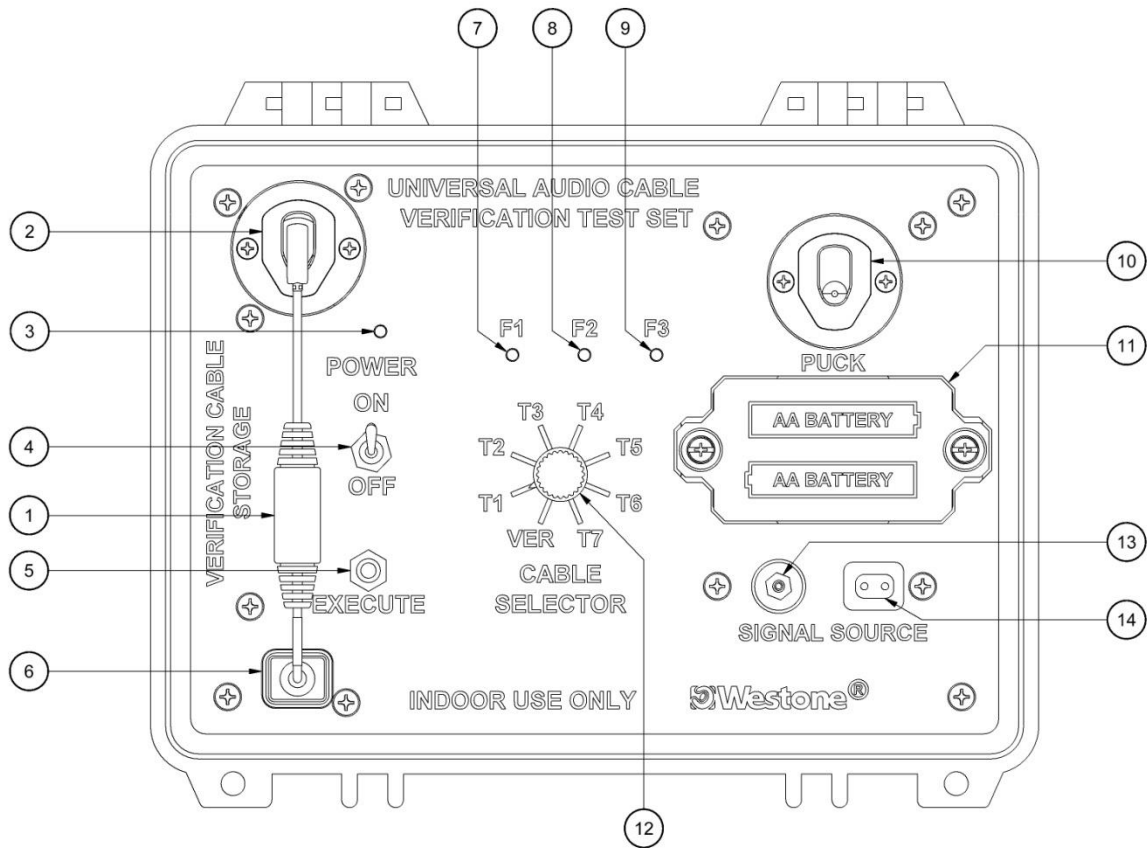 7
8
9
UNIVERSAL AUDIO CABLE
VERIFICATION TEST SET
2
10
3
F1
F2
F3
11
POWER
PUCK
ON
OFF
4
VERIFICATION CABLE
STORAGE
T3
T4
T2
T5
T1
T6
VER
T7
AA BATTERY
AA BATTERY
1
5
EXECUTE
CABLE
SELECTOR
13
SIGNAL SOURCE
14
6
INDOOR USE ONLY
Westone®
12